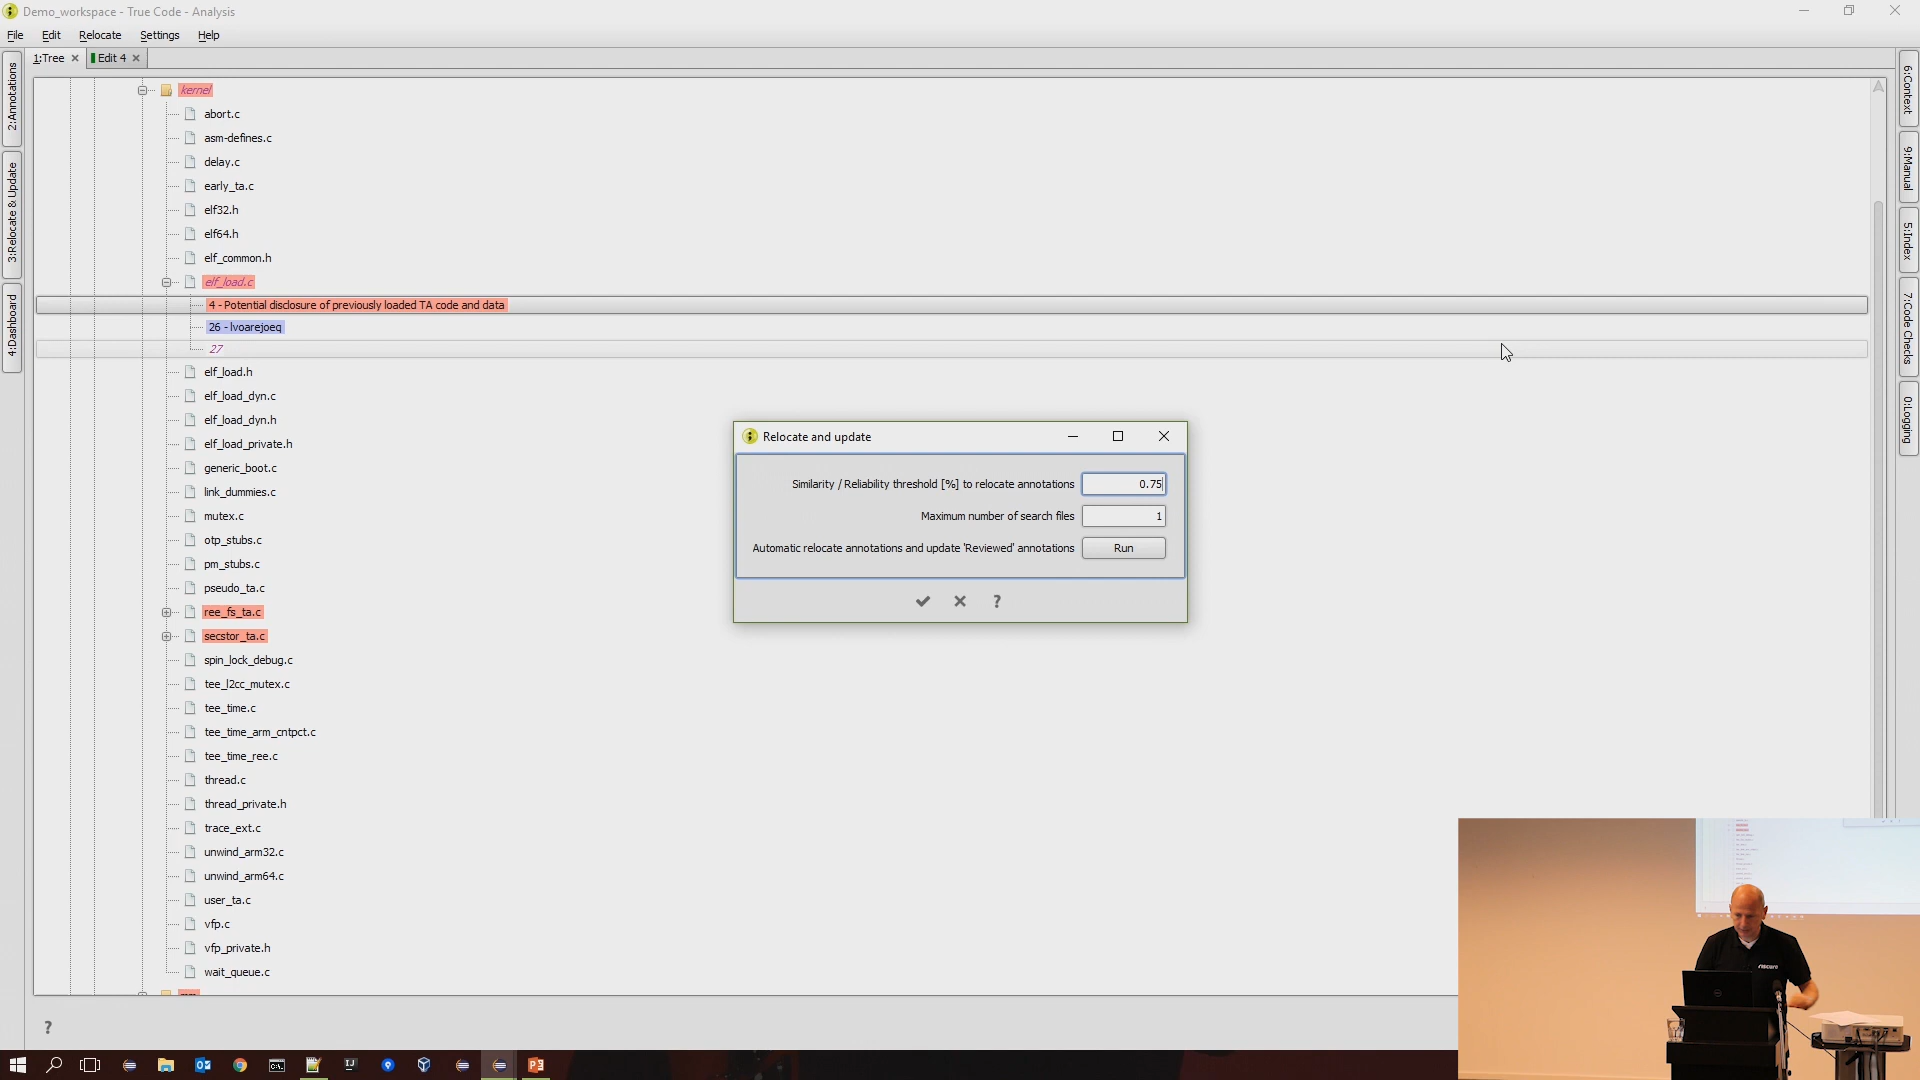 Demo_workspace - True Code - Analysis
File Edit Relocate Settings Help
1:Tree
Edit 4
2:Annotations
3:Relocate & Update
4:Dashboard
kernel
abort.c
asm-defines.c
delay.c
early_ta.c
elf32.h
elf64.h
elf_common.h
elf_load.c
4 - Potential disclosure of previously loaded TA code and data
26 - lvoarejoeq
27
elf_load.h
elf_load_dyn.c
elf_load_dyn.h
elf_load_private.h
generic_boot.c
link_dummies.c
mutex.c
otp_stubs.c
pm_stubs.c
pseudo_ta.c
ree_fs_ta.c
secstor_ta.c
spin_lock_debug.c
tee_l2cc_mutex.c
tee_time.c
tee_time_arm_cntpct.c
tee_time_ree.c
thread.c
thread_private.h
trace_ext.c
unwind_arm32.c
unwind_arm64.c
user_ta.c
vfp.c
vfp_private.h
wait_queue.c
Relocate and update
Similarity / Reliability threshold [%] to relocate annotations 0.75
Maximum number of search files 1
Automatic relocate annotations and update 'Reviewed' annotations Run
?
6:Context
9:Manual
5:Index
7:Code Checks
0:Logging
?
riscure